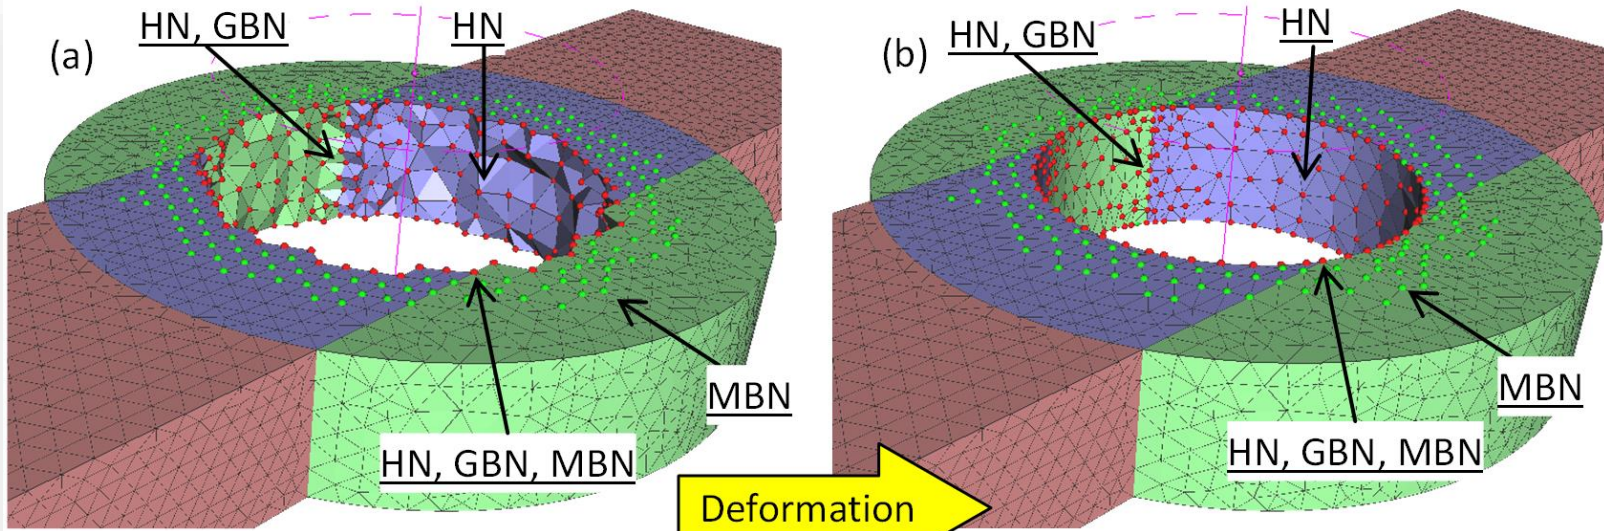 (a)
HN, GBN
HN
MBN
HN, GBN, MBN
Deformation
(b)
HN, GBN
HN
MBN
HN, GBN, MBN